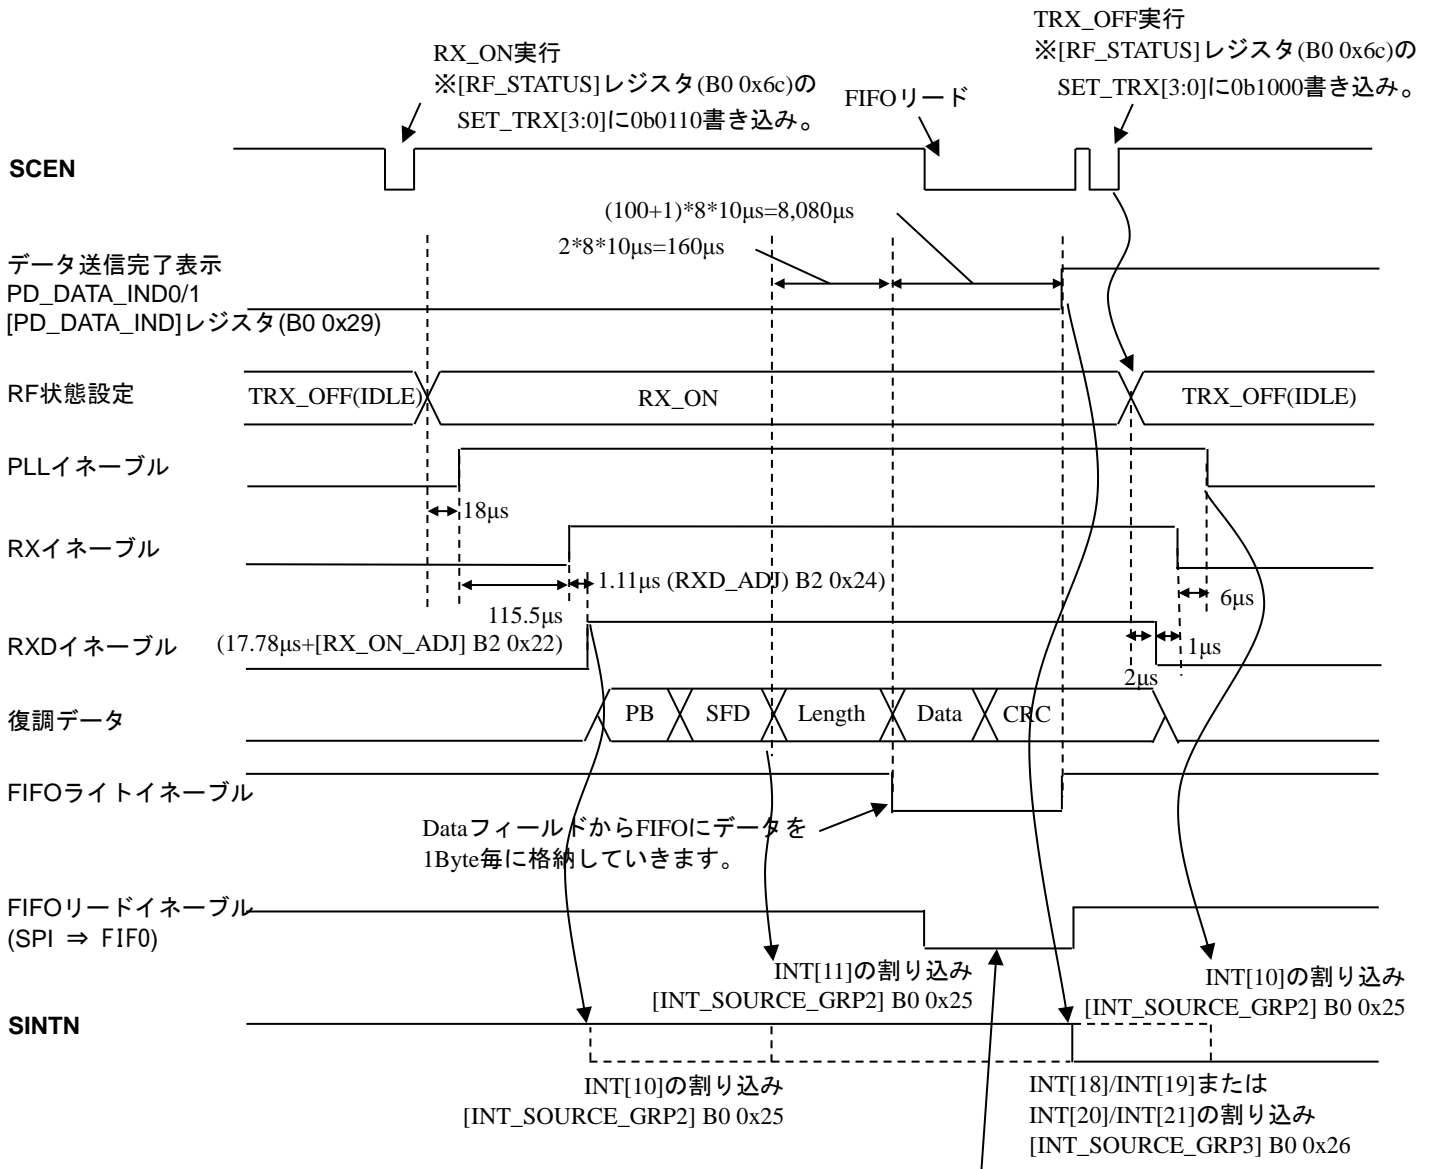 TRX_OFF実行
※[RF_STATUS]レジスタ(B0 0x6c)の
SET_TRX[3:0]に0b1000書き込み。
RX_ON実行
※[RF_STATUS]レジスタ(B0 0x6c)の
SET_TRX[3:0]に0b0110書き込み。
FIFOリード
SCEN
(100+1)*8*10μs=8,080μs
2*8*10μs=160μs
データ送信完了表示
PD_DATA_IND0/1
[PD_DATA_IND]レジスタ(B0 0x29)
RF状態設定
TRX_OFF(IDLE)
RX_ON
TRX_OFF(IDLE)
PLLイネーブル
18μs
RXイネーブル
1.11μs (RXD_ADJ) B2 0x24)
6μs
115.5μs
(17.78μs+[RX_ON_ADJ] B2 0x22)
RXDイネーブル
1μs
2μs
復調データ
PB
SFD
Length
Data
CRC
FIFOライトイネーブル
DataフィールドからFIFOにデータを
1Byte毎に格納していきます。
FIFOリードイネーブル
(SPI ⇒ FIFO)
INT[11]の割り込み
[INT_SOURCE_GRP2] B0 0x25
INT[10]の割り込み
[INT_SOURCE_GRP2] B0 0x25
SINTN
INT[10]の割り込み
[INT_SOURCE_GRP2] B0 0x25
INT[18]/INT[19]または
INT[20]/INT[21]の割り込み
[INT_SOURCE_GRP3] B0 0x26